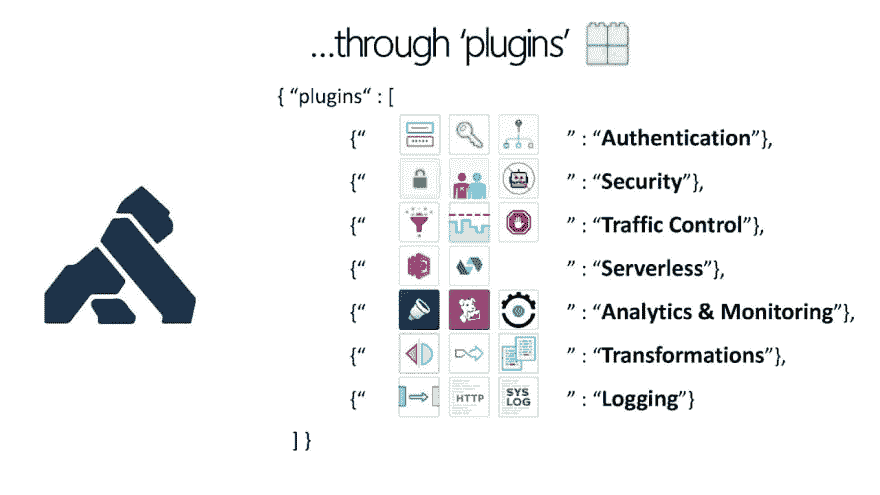 ...through ‘plugins’
{ “plugins“ : [
{“ ” : “Authentication”},
{“ ” : “Security”},
{“ ” : “Traffic Control”},
{“ ” : “Serverless”},
{“ ” : “Analytics & Monitoring”},
{“ ” : “Transformations”},
{“ HTTP SYS LOG ” : “Logging”}
] }